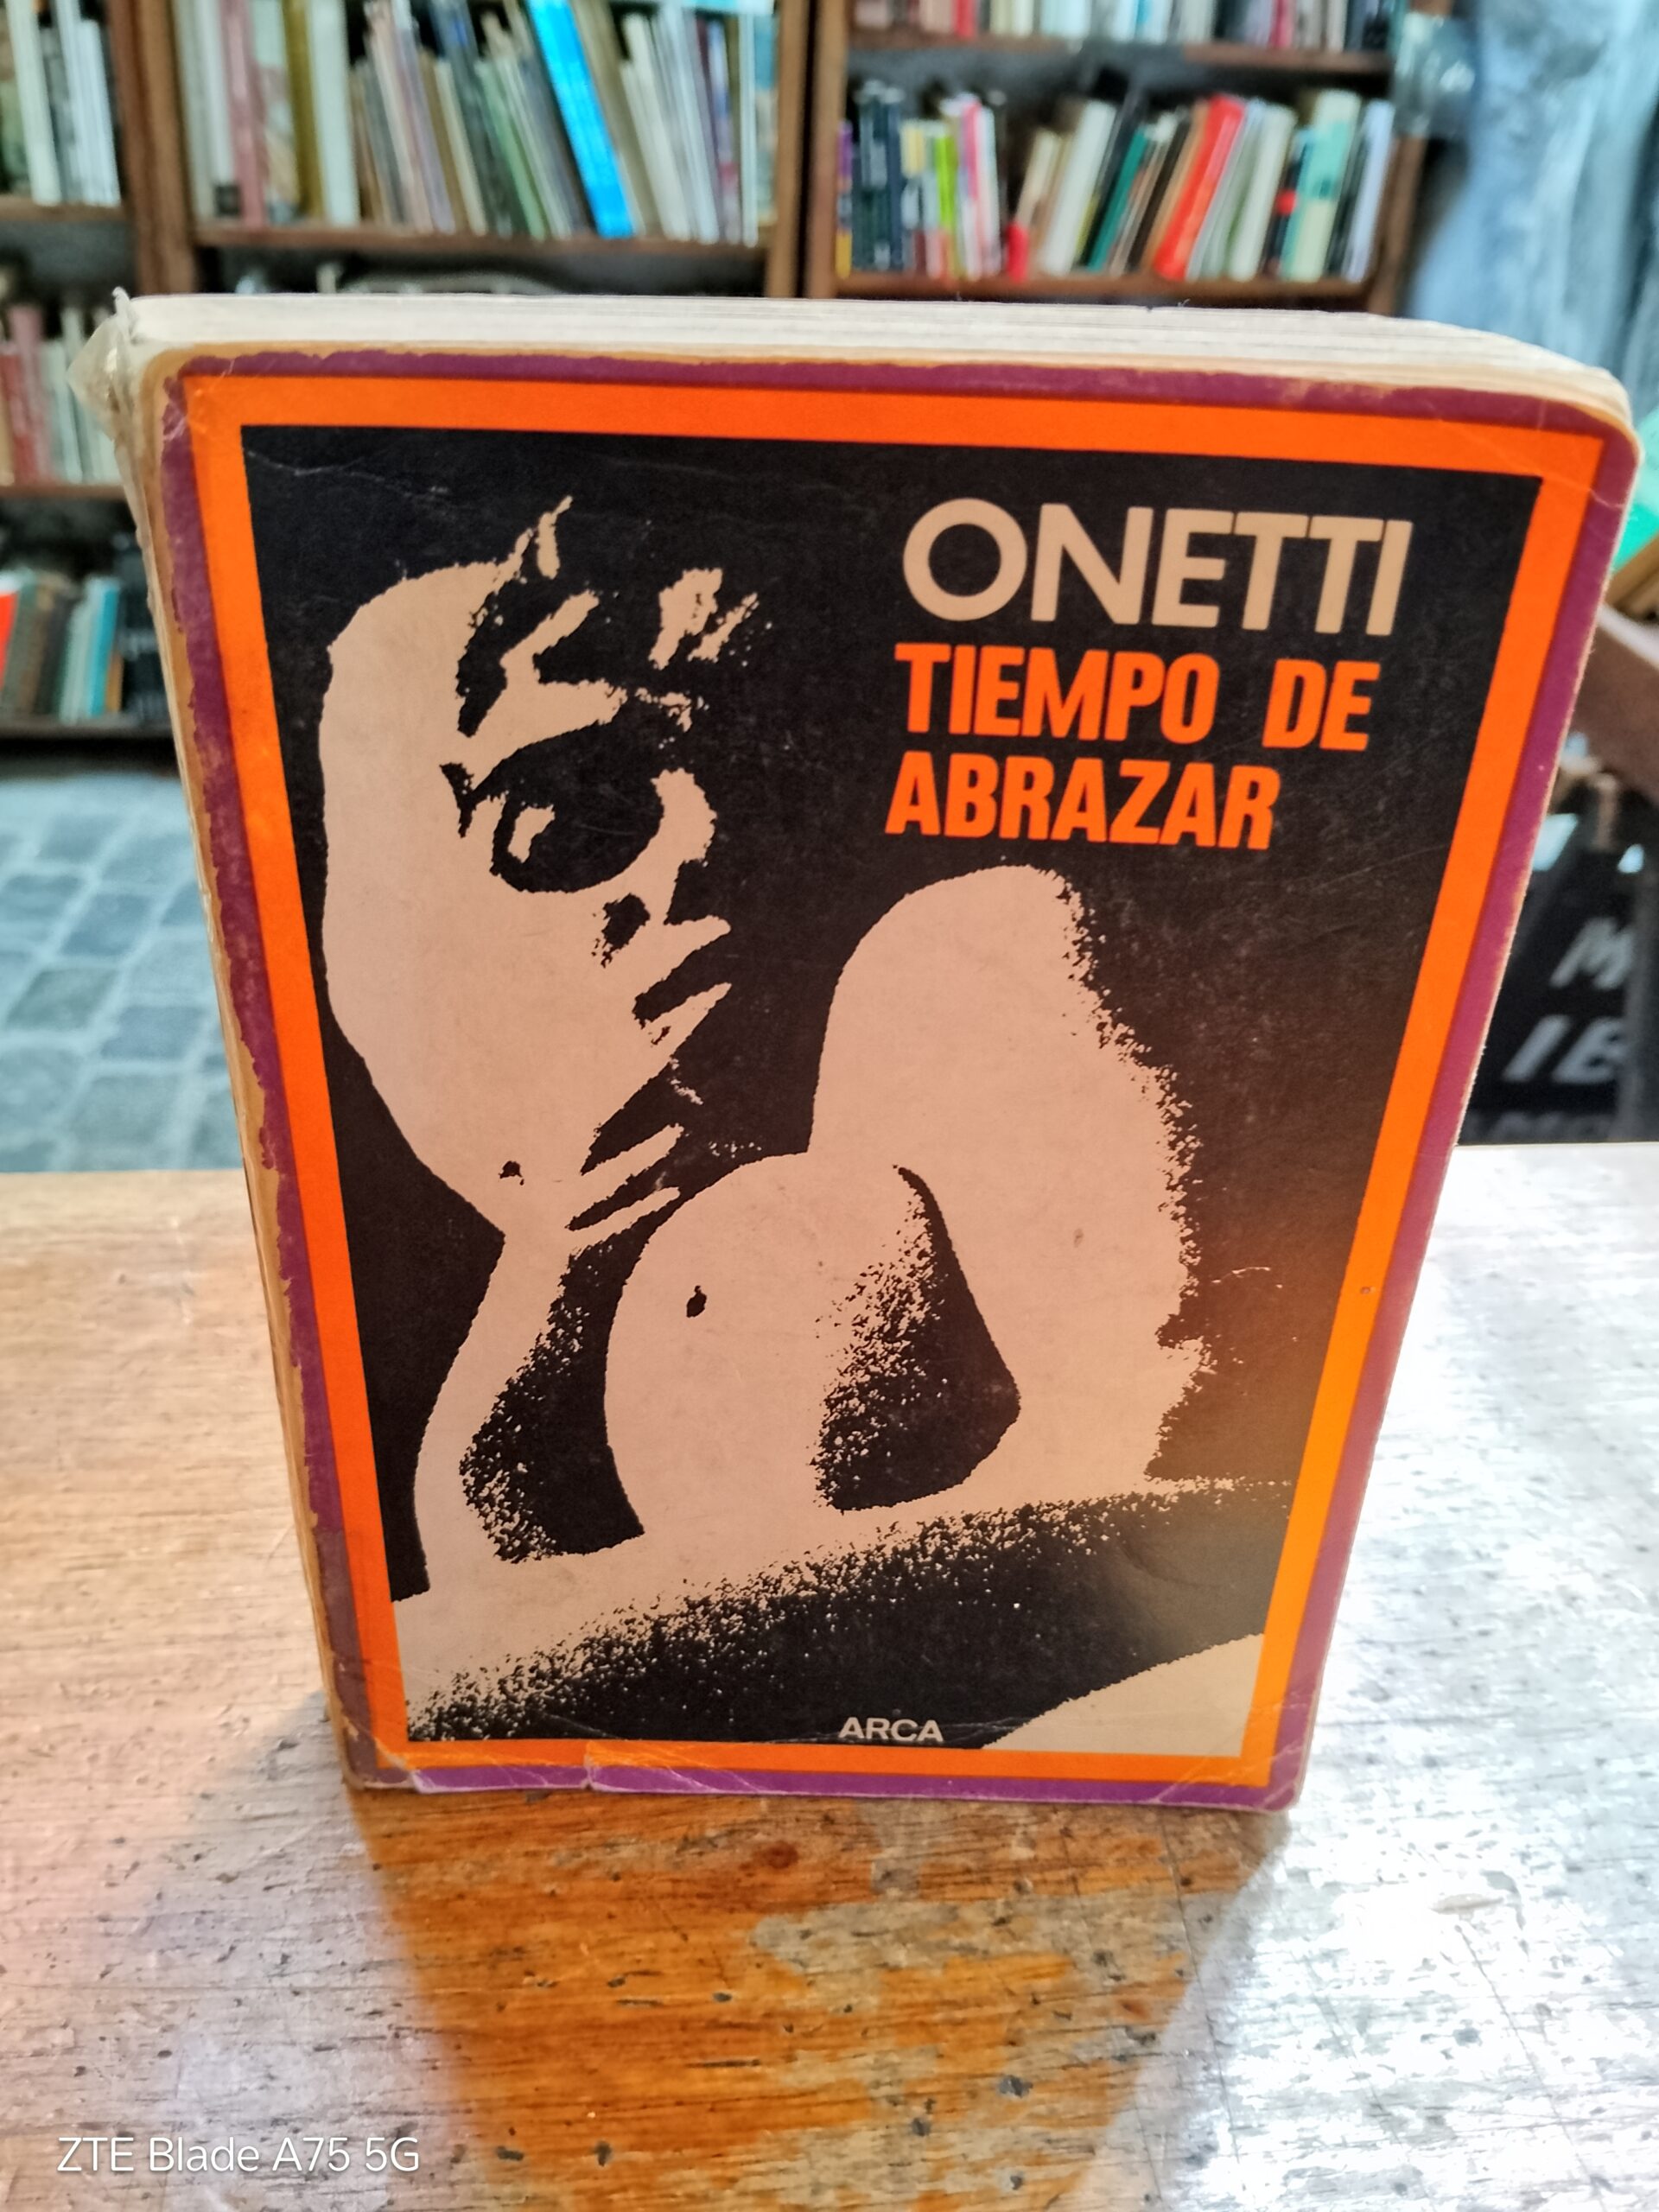 ONETTI
TIEMPO DE
ABRAZAR
ARCA
ZTE Blade A75 5G